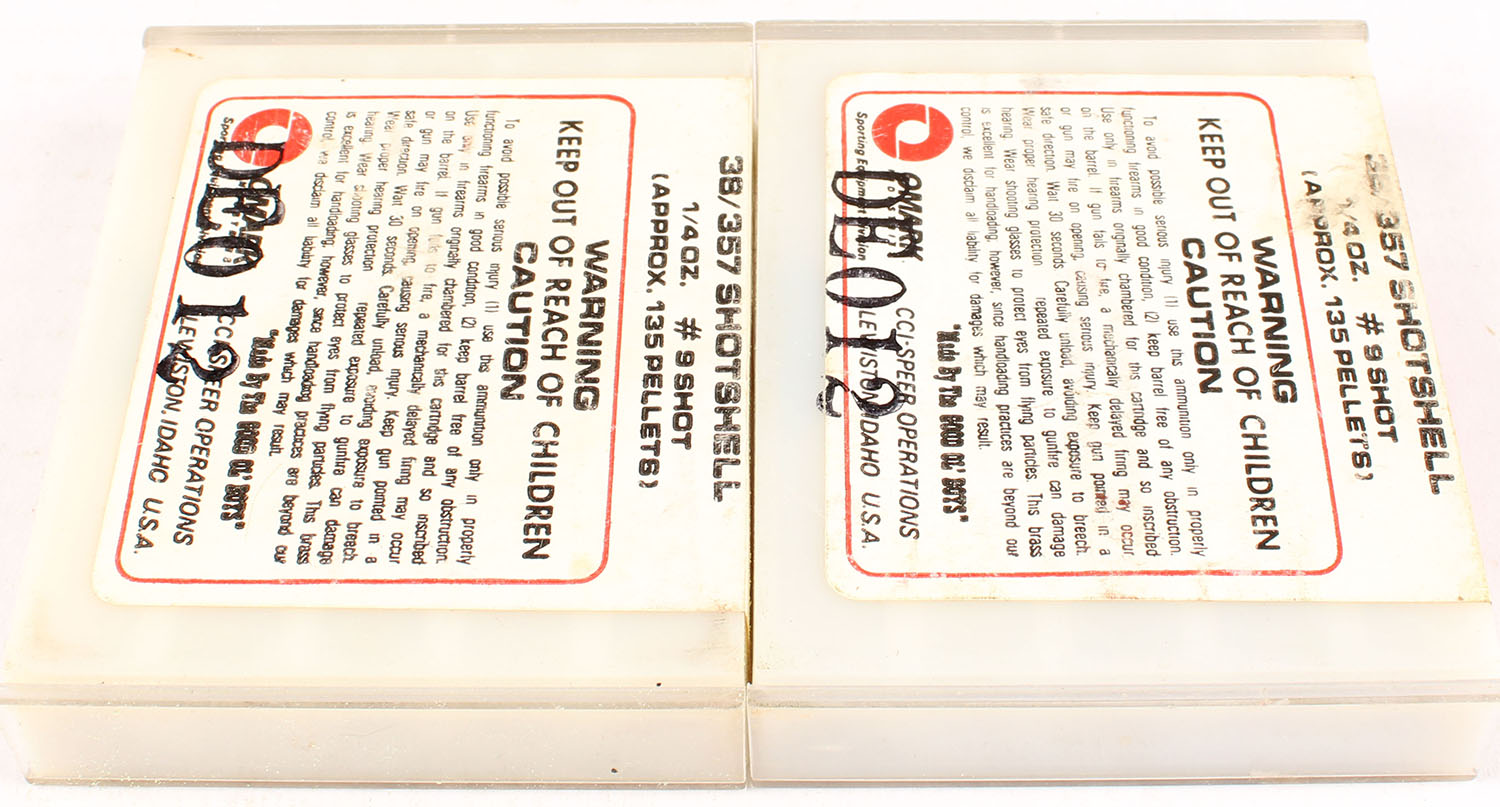 38/357 SHOTSHELL
1/4 OZ. # 9 SHOT
(APPROX. 135 PELLETS)
WARNING
KEEP OUT OF REACH OF CHILDREN
CAUTION
To avoid possible serious injury (1) use this ammunition only in properly
functioning firearms in good condition, (2) keep barrel free of any obstruction.
Use only in firearms originally chambered for this cartridge and so inscribed
on the barrel. If gun fails to fire, a mechanically delayed firing may occur
or gun may fire on opening, causing serious injury. Keep gun pointed in a
safe direction. Wait 30 seconds. Carefully unload, avoiding exposure to breech.
Wear proper hearing protection repeated exposure to gunfire can damage
hearing. Wear shooting glasses to protect eyes from flying particles. This brass
is excellent for handloading, however, since handloading practices are beyond our
control, we disclaim all liability for damages which may result.
"Made By The GOOD OL' BOYS"
CCI-SPEER OPERATIONS
LEWISTON, IDAHO U.S.A.
357 SHOTSHELL
1/4 OZ. # 9 SHOT
(APPROX. 135 PELLETS)
WARNING
KEEP OUT OF REACH OF CHILDREN
CAUTION
To avoid possible serious injury (1) use this ammunition only in properly
functioning firearms in good condition, (2) keep barrel free of any obstruction.
Use only in firearms originally chambered for this cartridge and so inscribed
on the barrel. If gun fails to fire, a mechanically delayed firing may occur
or gun may fire on opening, causing serious injury. Keep gun pointed in a
safe direction. Wait 30 seconds. Carefully unload, avoiding exposure to breech.
Wear proper hearing protection repeated exposure to gunfire can damage
hearing. Wear shooting glasses to protect eyes from flying particles. This brass
is excellent for handloading, however, since handloading practices are beyond our
control, we disclaim all liability for damages which may result.
"Made By The GOOD OL' BOYS"
CCI-SPEER OPERATIONS
LEWISTON, IDAHO U.S.A.
OMARK
Sporting Equipment Division